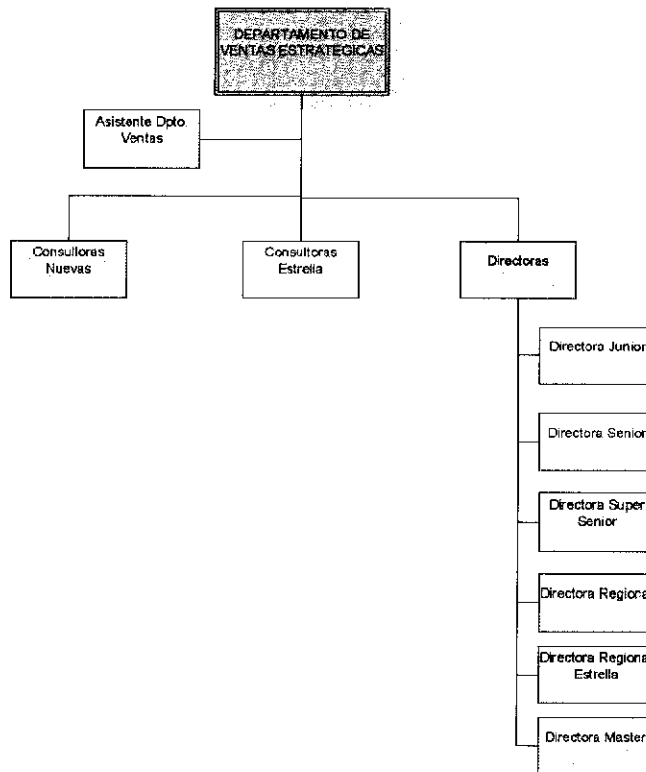 DEPARTAMENTO DE
VENTAS ESTRATEGICAS
Asistente Dpto.
Ventas
Consultoras
Nuevas
Consultoras
Estrella
Directoras
Directora Junior
Directora Senior
Directora Super
Senior
Directora Regiona
Directora Regiona
Estrella
Directora Master